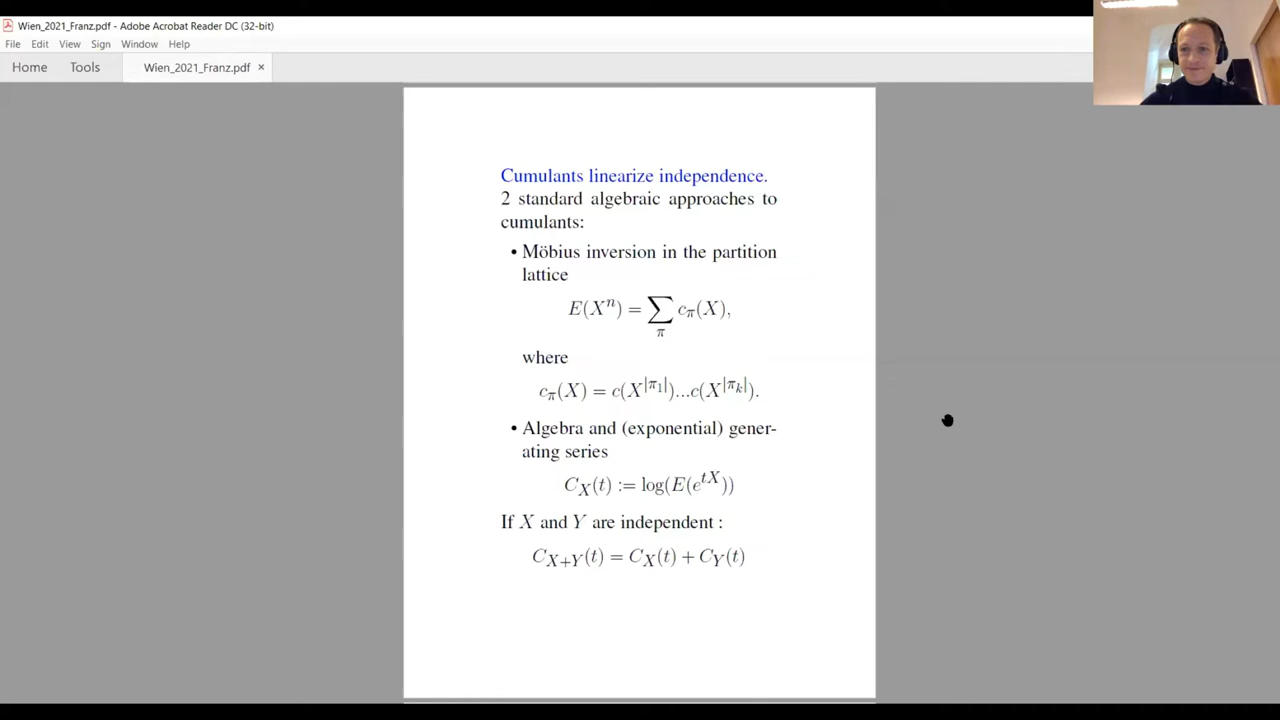 Wien_2021_Franz.pdf - Adobe Acrobat Reader DC (32-bit)
File Edit View Sign Window Help
Home Tools Wien_2021_Franz.pdf ×
Cumulants linearize independence.
2 standard algebraic approaches to
cumulants:
• Möbius inversion in the partition
lattice
E(X^n) = ∑_π c_π(X),
where
c_π(X) = c(X^{|π_1|})...c(X^{|π_k|}).
• Algebra and (exponential) gener-
ating series
C_X(t) := log(E(e^{tX}))
If X and Y are independent :
C_{X+Y}(t) = C_X(t) + C_Y(t)